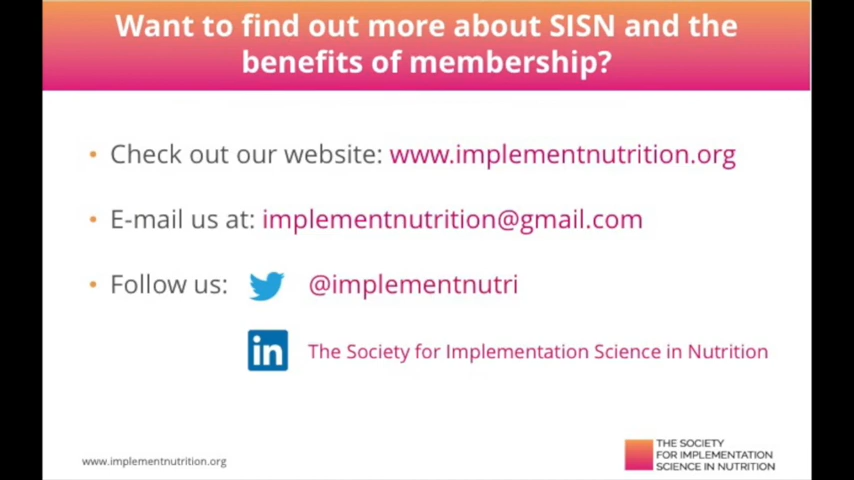 Want to find out more about SISN and the
benefits of membership?
• Check out our website: www.implementnutrition.org
• E-mail us at: implementnutrition@gmail.com
• Follow us: @implementnutri
in The Society for Implementation Science in Nutrition
www.implementnutrition.org
THE SOCIETY
FOR IMPLEMENTATION
SCIENCE IN NUTRITION